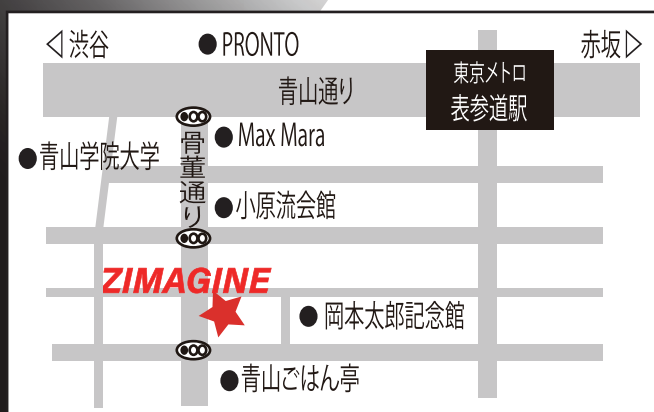 ◁渋谷
●PRONTO
赤坂▷
青山通り
東京メトロ
表参道駅
●Max Mara
●青山学院大学
骨董通り
●小原流会館
ZIMAGINE
●岡本太郎記念館
●青山ごはん亭